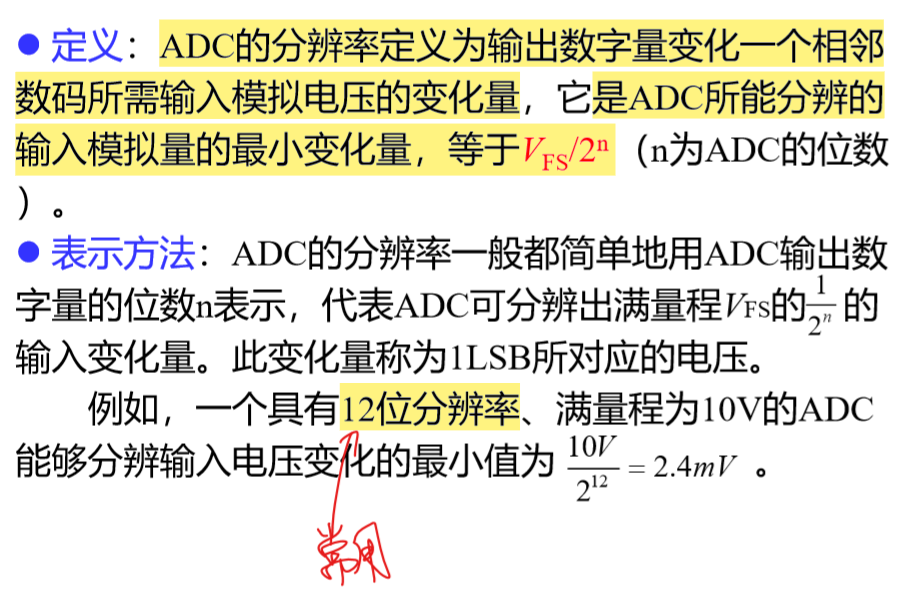 ● 定义：ADC的分辨率定义为输出数字量变化一个相邻
数码所需输入模拟电压的变化量，它是ADC所能分辨的
输入模拟量的最小变化量，等于V_FS/2^n（n为ADC的位数
）。
● 表示方法：ADC的分辨率一般都简单地用ADC输出数
字量的位数n表示，代表ADC可分辨出满量程V_FS的1/2^n的
输入变化量。此变化量称为1LSB所对应的电压。
例如，一个具有12位分辨率、满量程为10V的ADC
能够分辨输入电压变化的最小值为 10V/2^12 = 2.4mV 。
常用